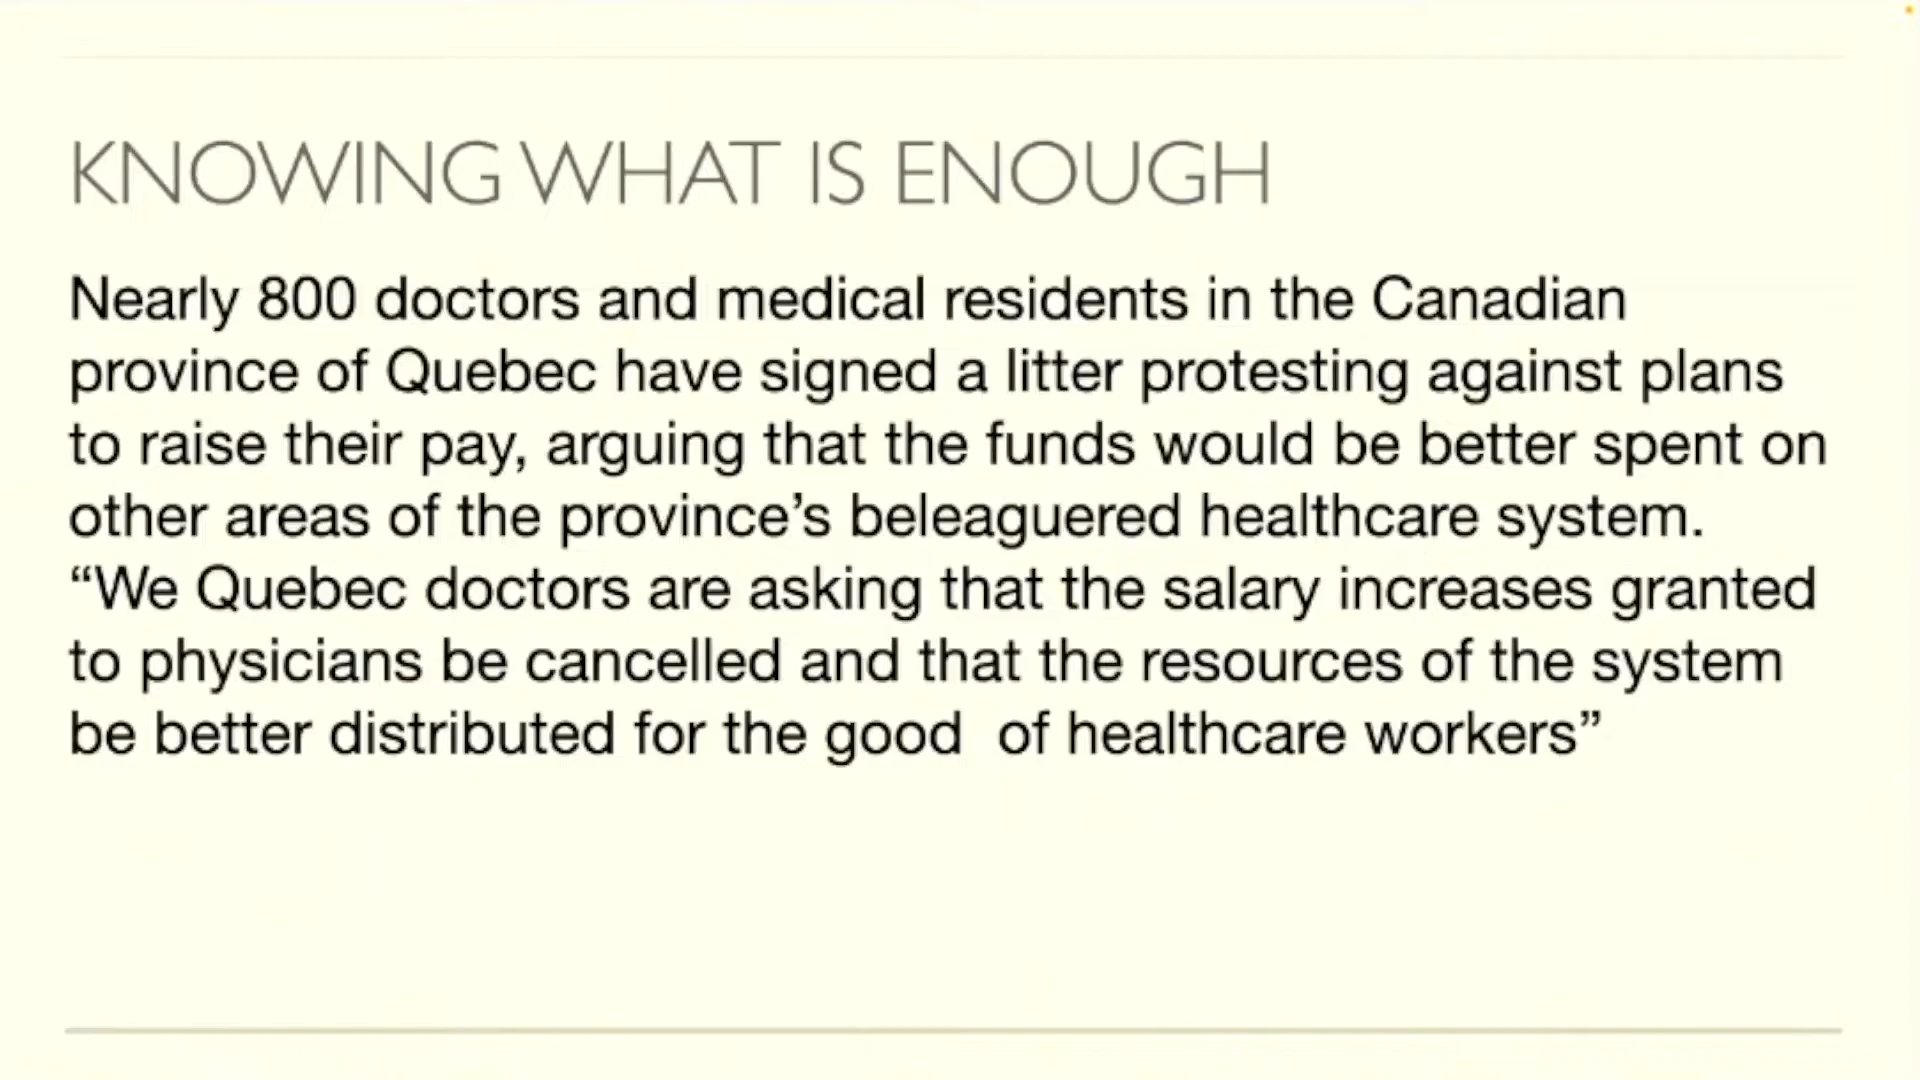 KNOWING WHAT IS ENOUGH
Nearly 800 doctors and medical residents in the Canadian
province of Quebec have signed a litter protesting against plans
to raise their pay, arguing that the funds would be better spent on
other areas of the province’s beleaguered healthcare system.
“We Quebec doctors are asking that the salary increases granted
to physicians be cancelled and that the resources of the system
be better distributed for the good  of healthcare workers”